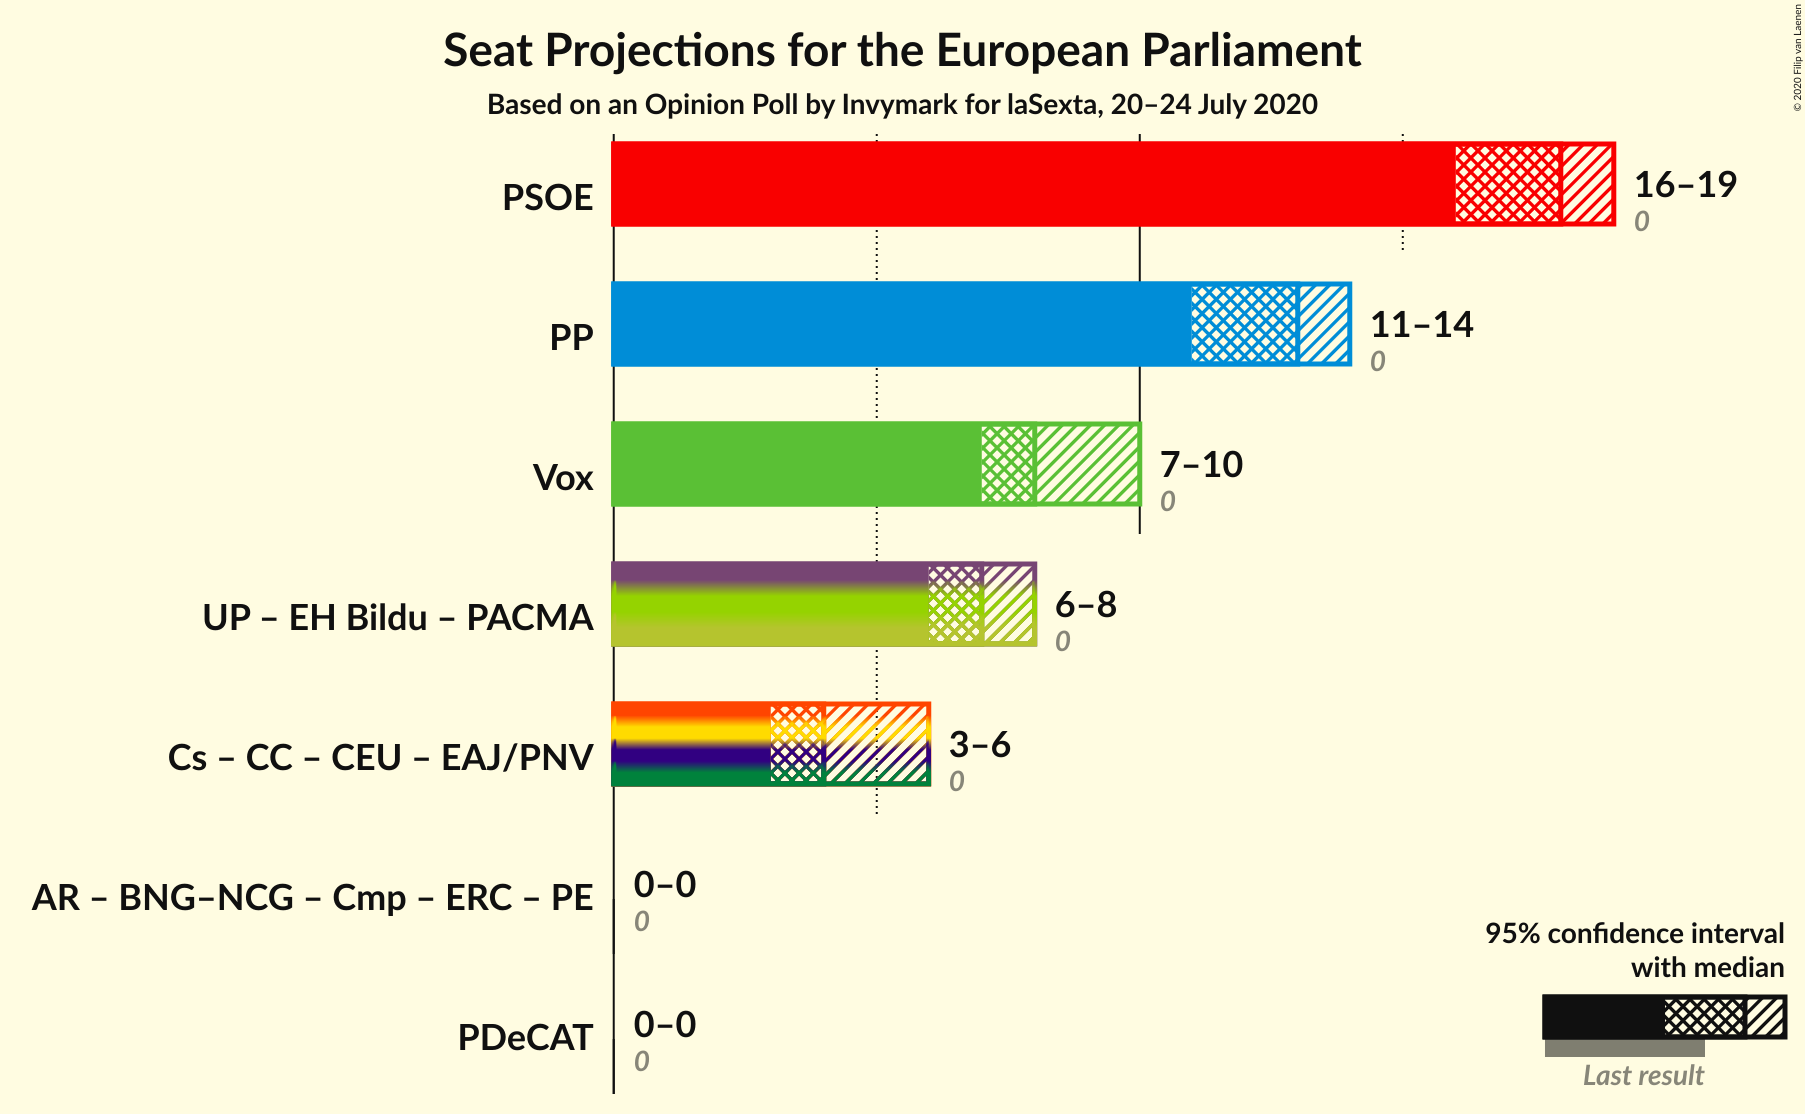 Seat Projections for the European Parliament
Based on an Opinion Poll by Invymark for laSexta, 20–24 July 2020
© 2020 Filip van Laenen
PSOE
16–19
0
PP
11–14
0
Vox
7–10
0
UP – EH Bildu – PACMA
6–8
0
Cs – CC – CEU – EAJ/PNV
3–6
0
AR – BNG–NCG – Cmp – ERC – PE
0–0
0
PDeCAT
0–0
0
95% confidence interval
with median
Last result